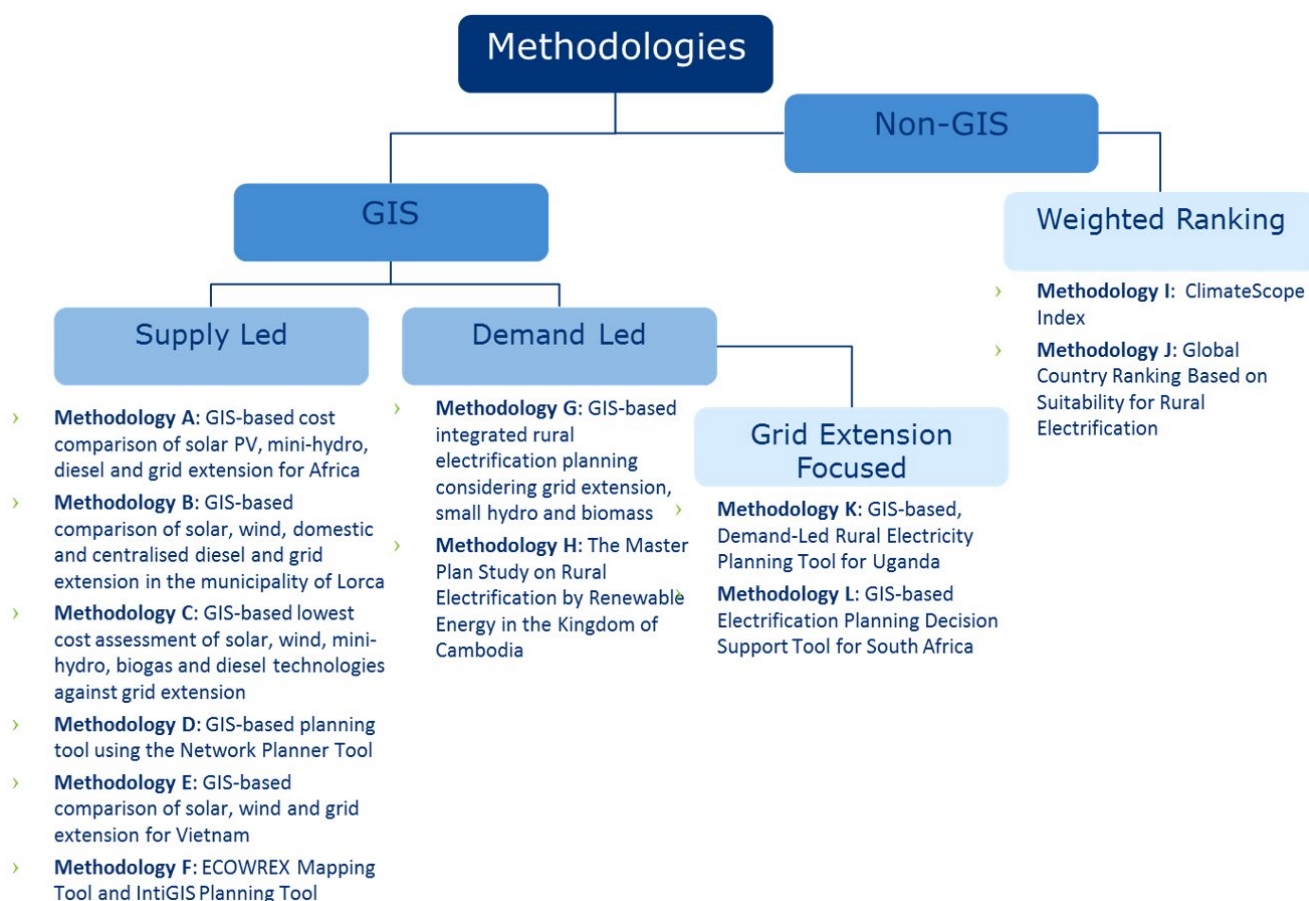 Methodologies
Non-GIS
GIS
Weighted Ranking
› Methodology I: ClimateScope
Index
› Methodology J: Global
Country Ranking Based on
Suitability for Rural
Electrification
Supply Led
› Methodology A: GIS-based cost
comparison of solar PV, mini-hydro,
diesel and grid extension for Africa
› Methodology B: GIS-based
comparison of solar, wind, domestic
and centralised diesel and grid
extension in the municipality of Lorca
› Methodology C: GIS-based lowest
cost assessment of solar, wind, mini-
hydro, biogas and diesel technologies
against grid extension
› Methodology D: GIS-based planning
tool using the Network Planner Tool
› Methodology E: GIS-based
comparison of solar, wind and grid
extension for Vietnam
› Methodology F: ECOWREX Mapping
Tool and IntiGIS Planning Tool
Demand Led
› Methodology G: GIS-based
integrated rural
electrification planning
considering grid extension,
small hydro and biomass
› Methodology H: The Master
Plan Study on Rural
Electrification by Renewable
Energy in the Kingdom of
Cambodia
Grid Extension
Focused
› Methodology K: GIS-based,
Demand-Led Rural Electricity
Planning Tool for Uganda
› Methodology L: GIS-based
Electrification Planning Decision
Support Tool for South Africa